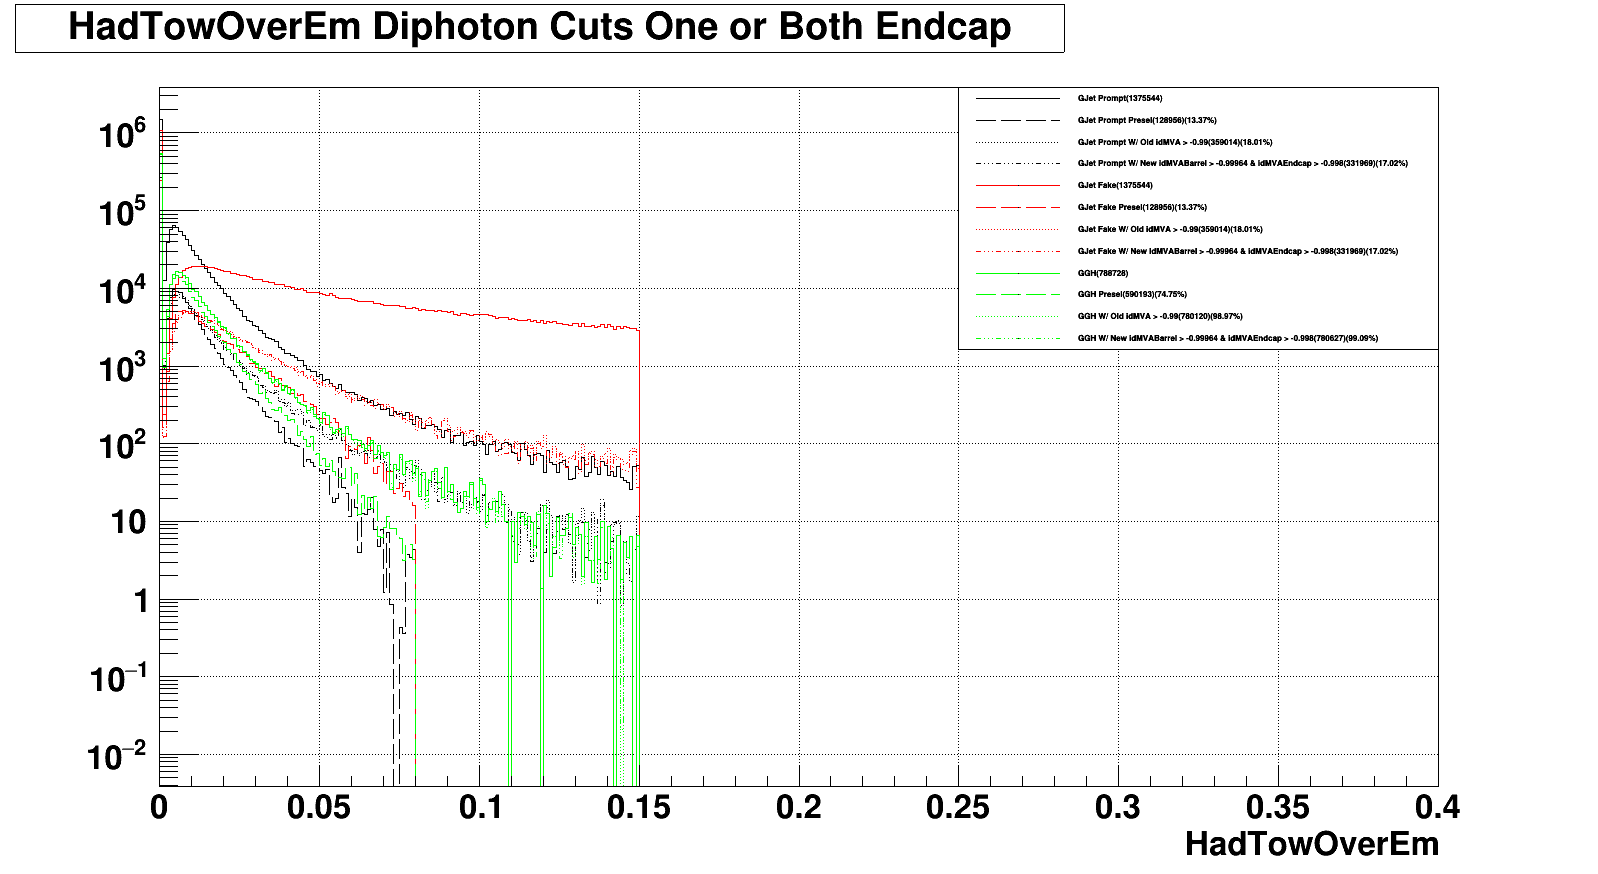 HadTowOverEm Diphoton Cuts One or Both Endcap
GJet Prompt(1375544)
GJet Prompt Presel(128956)(13.37%)
GJet Prompt W/ Old idMVA > -0.99(359014)(18.01%)
GJet Prompt W/ New idMVABarrel > -0.99964 & idMVAEndcap > -0.998(331969)(17.02%)
GJet Fake(1375544)
GJet Fake Presel(128956)(13.37%)
GJet Fake W/ Old idMVA > -0.99(359014)(18.01%)
GJet Fake W/ New idMVABarrel > -0.99964 & idMVAEndcap > -0.998(331969)(17.02%)
GGH(788728)
GGH Presel(590193)(74.75%)
GGH W/ Old idMVA > -0.99(780120)(98.97%)
GGH W/ New idMVABarrel > -0.99964 & idMVAEndcap > -0.998(780627)(99.09%)
10^6
10^5
10^4
10^3
10^2
10
1
10^−1
10^−2
0 0.05 0.1 0.15 0.2 0.25 0.3 0.35 0.4
HadTowOverEm